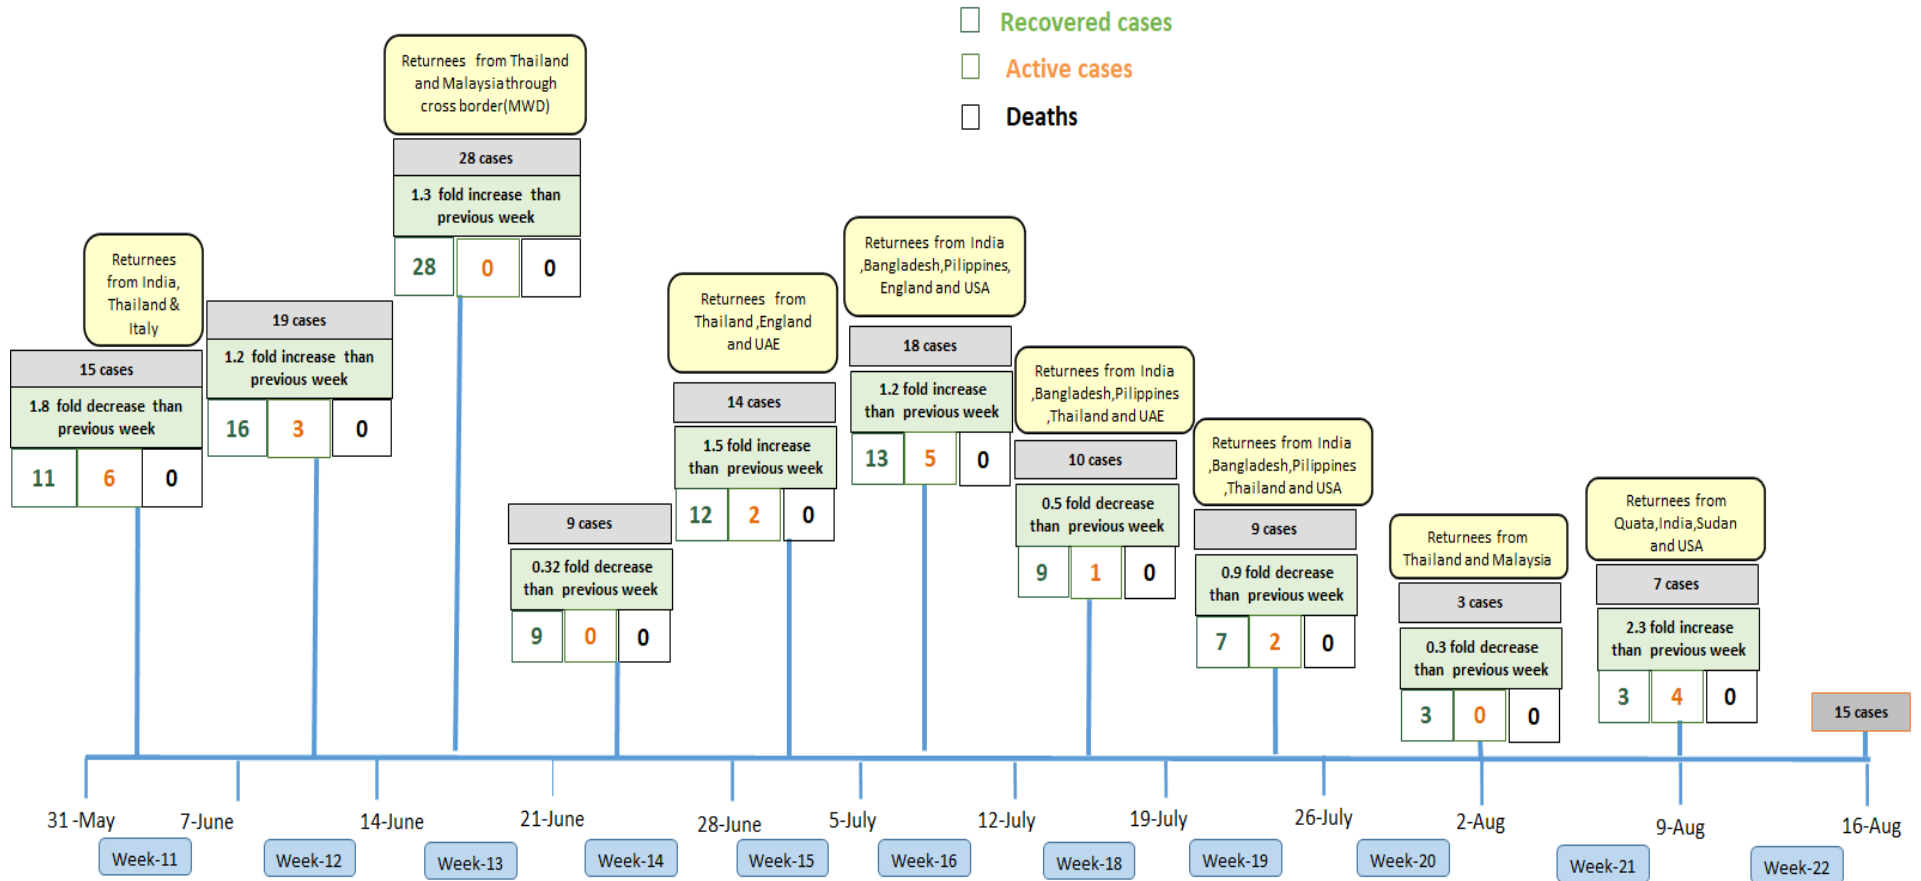 Recovered cases
Active cases
Deaths
Returnees from Thailand
and Malaysiathrough
cross border(MWD)
28 cases
1.3 fold increase than
previous week
28 0 0
Returnees
from India,
Thailand &
Italy
15 cases
1.8 fold decrease than
previous week
11 6 0
19 cases
1.2 fold increase than
previous week
16 3 0
9 cases
0.32 fold decrease
than previous week
9 0 0
Returnees from
Thailand ,England
and UAE
14 cases
1.5 fold increase
than previous week
12 2 0
Returnees from India
,Bangladesh,Pilippines,
England and USA
18 cases
1.2 fold increase
than previous week
13 5 0
Returnees from India
,Bangladesh,Pilippines
,Thailand and UAE
10 cases
0.5 fold decrease
than previous week
9 1 0
Returnees from India
,Bangladesh,Pilippines
,Thailand and USA
9 cases
0.9 fold decrease
than previous week
7 2 0
Returnees from
Thailand and Malaysia
3 cases
0.3 fold decrease
than previous week
3 0 0
Returnees from
Quata,India,Sudan
and USA
7 cases
2.3 fold increase
than previous week
3 4 0
15 cases
31 -May 7-June 14-June 21-June 28-June 5-July 12-July 19-July 26-July 2-Aug 9-Aug 16-Aug
Week-11 Week-12 Week-13 Week-14 Week-15 Week-16 Week-18 Week-19 Week-20 Week-21 Week-22